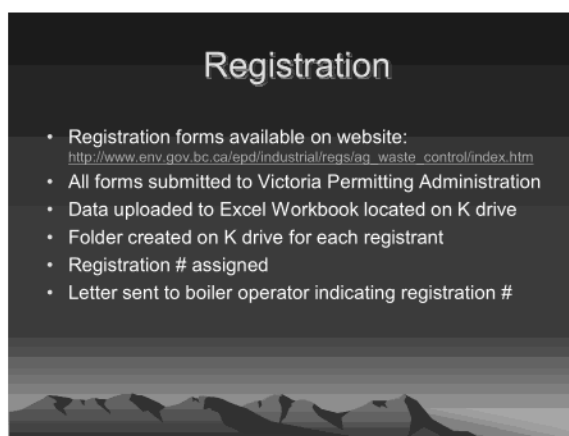 Registration
• Registration forms available on website:
http://www.env.gov.bc.ca/epd/industrial/regs/ag_waste_control/index.htm
• All forms submitted to Victoria Permitting Administration
• Data uploaded to Excel Workbook located on K drive
• Folder created on K drive for each registrant
• Registration # assigned
• Letter sent to boiler operator indicating registration #